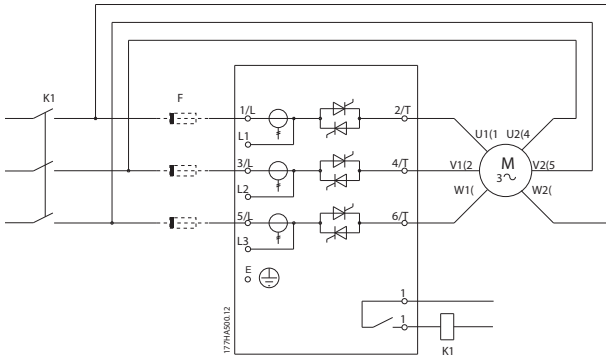 K1
F
1/L
2/T
L1
U1(1
U2(4
3/L
4/T
V1(2
M
3~
V2(5
L2
W1(
W2(
5/L
6/T
L3
E
177HA500.12
1
1
K1